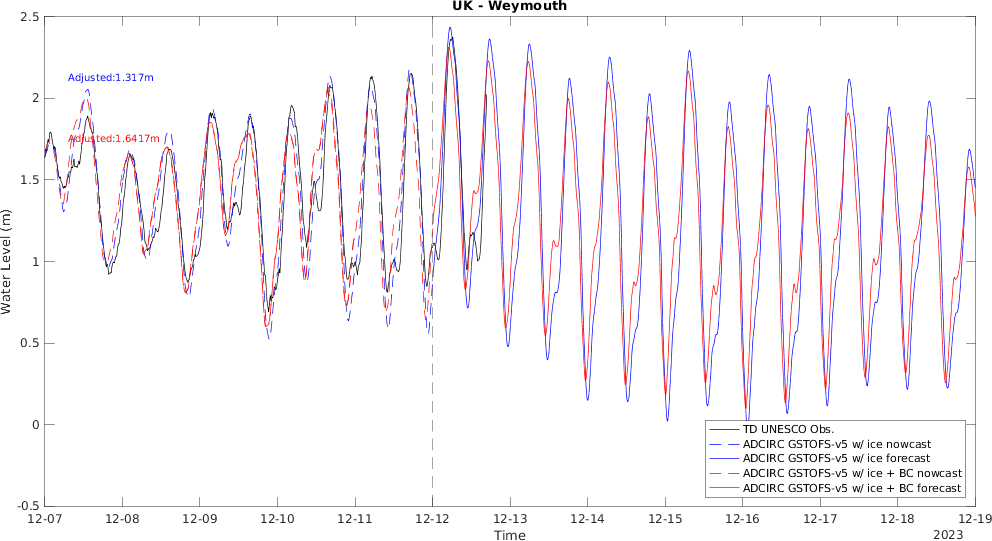 UK - Weymouth
2.5
2
1.5
1
0.5
0
-0.5
Water Level (m)
Adjusted:1.317m
Adjusted:1.6417m
TD UNESCO Obs.
ADCIRC GSTOFS-v5 w/ ice nowcast
ADCIRC GSTOFS-v5 w/ ice forecast
ADCIRC GSTOFS-v5 w/ ice + BC nowcast
ADCIRC GSTOFS-v5 w/ ice + BC forecast
12-07 12-08 12-09 12-10 12-11 12-12 12-13 12-14 12-15 12-16 12-17 12-18 12-19
Time
2023